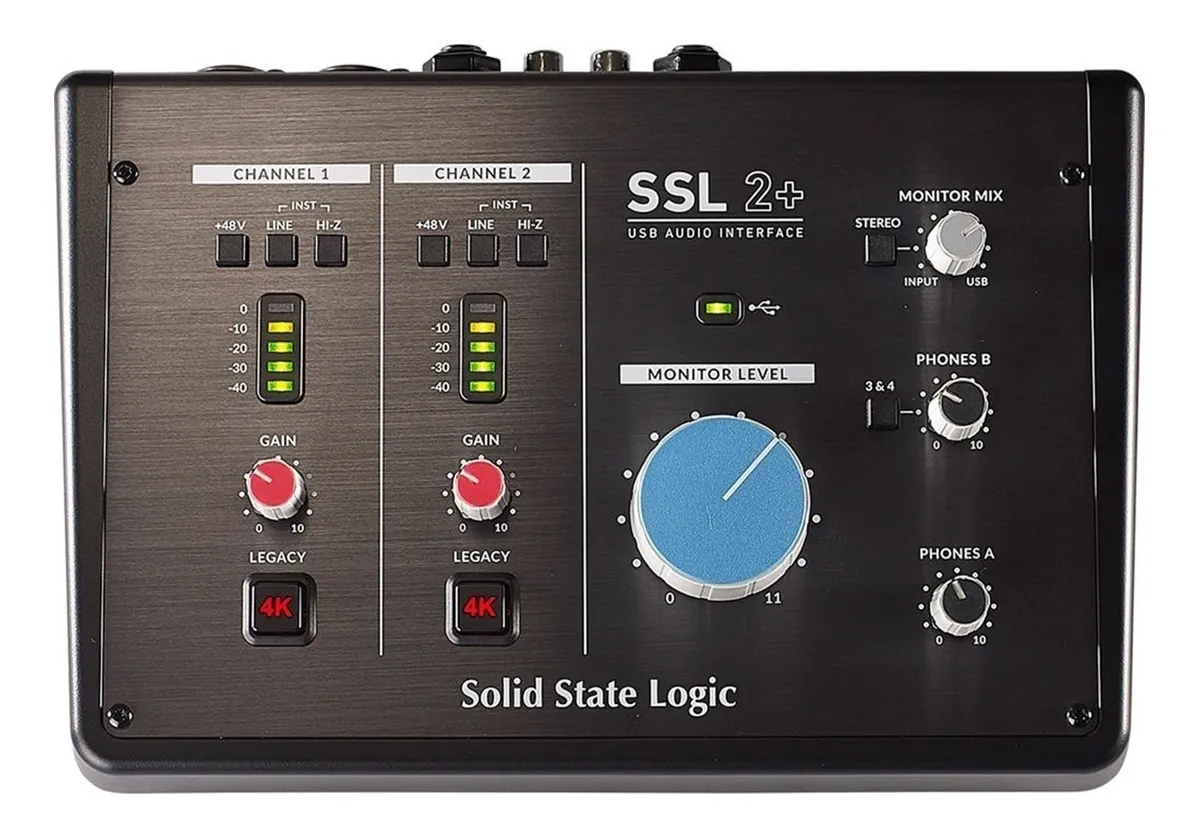 CHANNEL 1
INST
+48V LINE HI-Z
0
-10
-20
-30
-40
GAIN
0 10
LEGACY
4K
CHANNEL 2
INST
+48V LINE HI-Z
0
-10
-20
-30
-40
GAIN
0 10
LEGACY
4K
SSL 2+
USB AUDIO INTERFACE
MONITOR LEVEL
0 11
MONITOR MIX
STEREO
INPUT USB
PHONES B
3 & 4
0 10
PHONES A
0 10
Solid State Logic